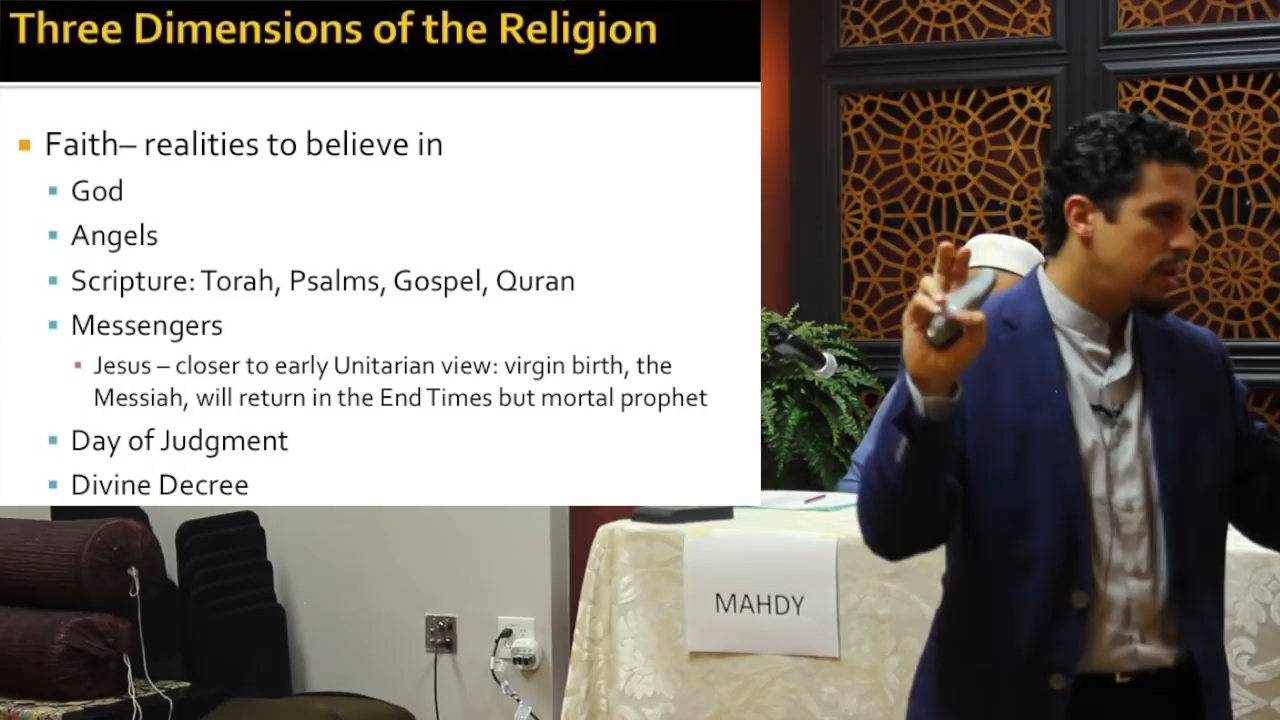 Three Dimensions of the Religion
Faith– realities to believe in
God
Angels
Scripture: Torah, Psalms, Gospel, Quran
Messengers
Jesus – closer to early Unitarian view: virgin birth, the
Messiah, will return in the End Times but mortal prophet
Day of Judgment
Divine Decree
MAHDY